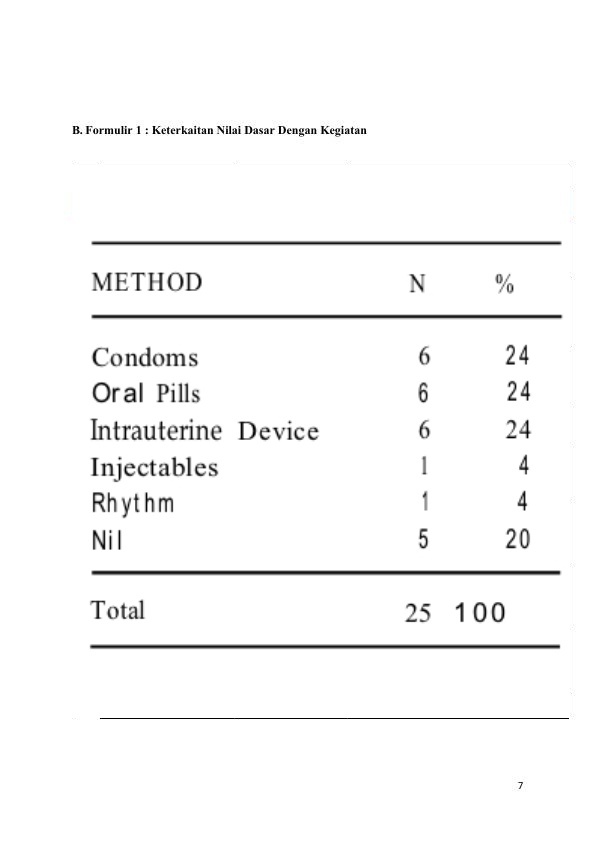 B. Formulir 1 : Keterkaitan Nilai Dasar Dengan Kegiatan
METHOD N %
Condoms 6 24
Oral Pills 6 24
Intrauterine Device 6 24
Injectables 1 4
Rhythm 1 4
Nil 5 20
Total 25 100
7